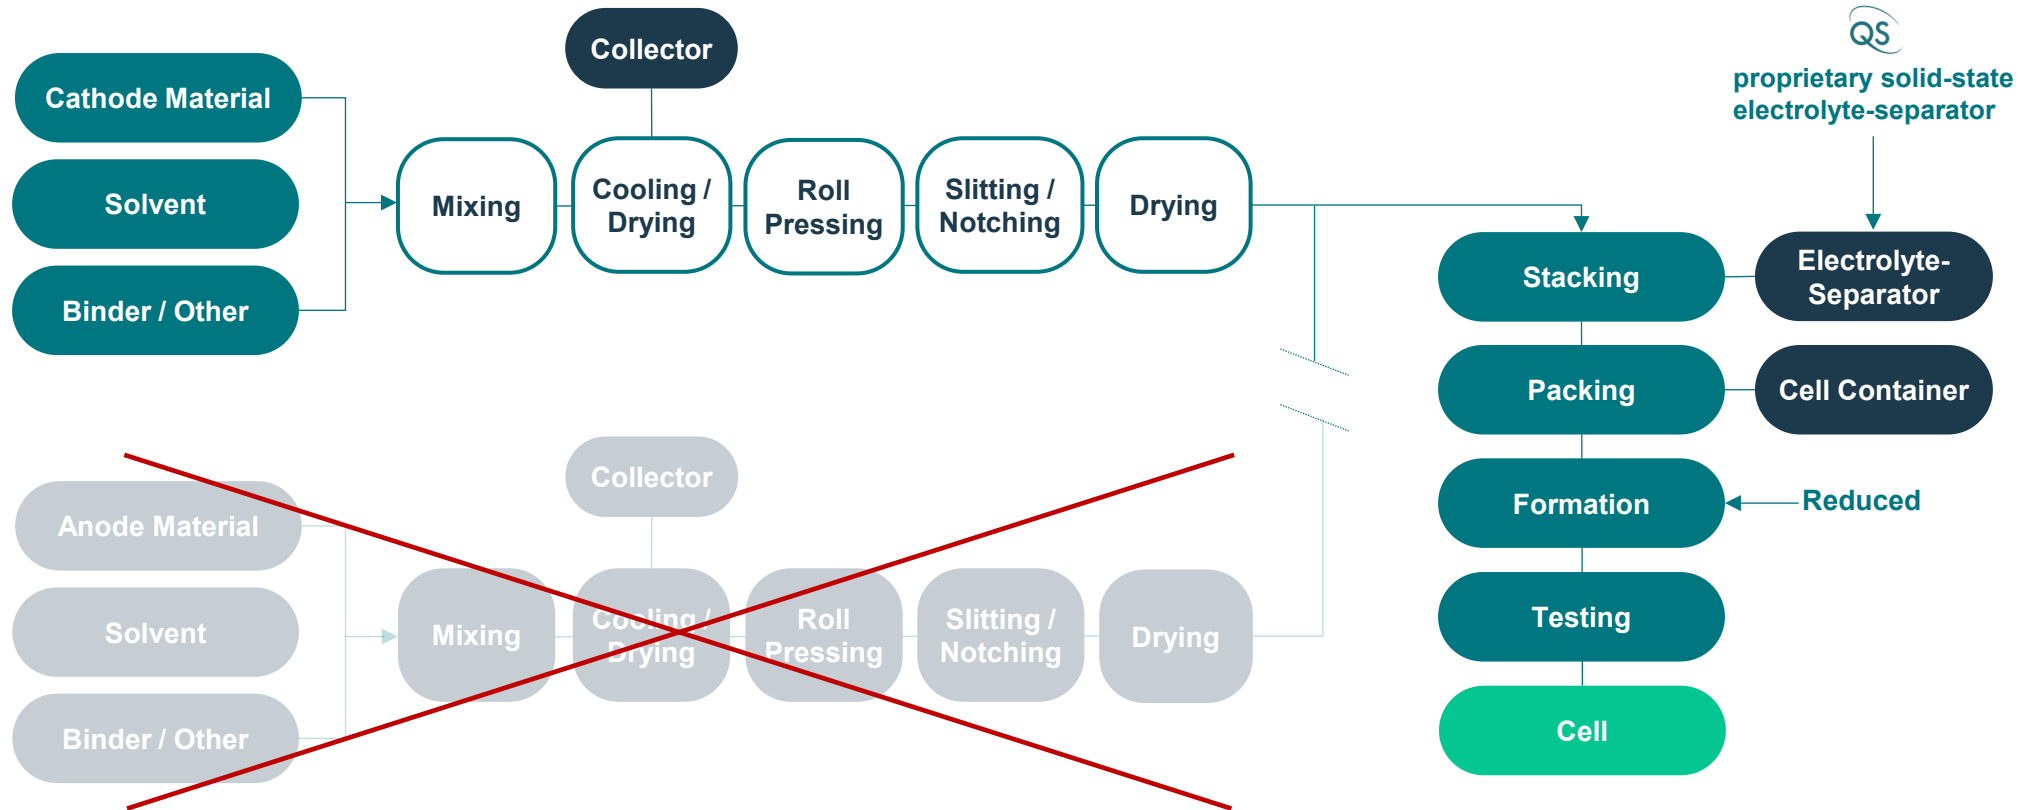 QS
proprietary solid-state
electrolyte-separator
Collector
Cathode Material
Solvent
Binder / Other
Mixing
Cooling /
Drying
Roll
Pressing
Slitting /
Notching
Drying
Stacking
Electrolyte-
Separator
Packing
Cell Container
Formation
Reduced
Testing
Cell
Collector
Anode Material
Solvent
Binder / Other
Mixing
Cooling /
Drying
Roll
Pressing
Slitting /
Notching
Drying